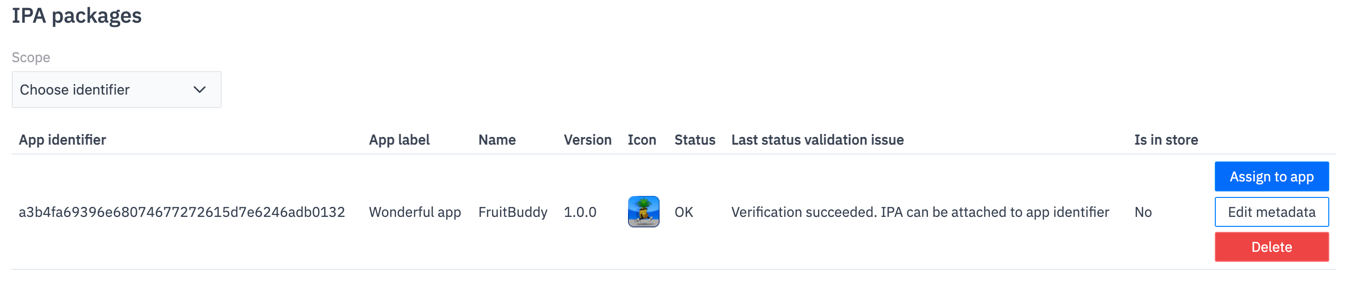 IPA packages
Scope
Choose identifier
App identifier App label Name Version Icon Status Last status validation issue Is in store
Assign to app
a3b4fa69396e68074677272615d7e6246adb0132 Wonderful app FruitBuddy 1.0.0 OK Verification succeeded. IPA can be attached to app identifier No Edit metadata
Delete